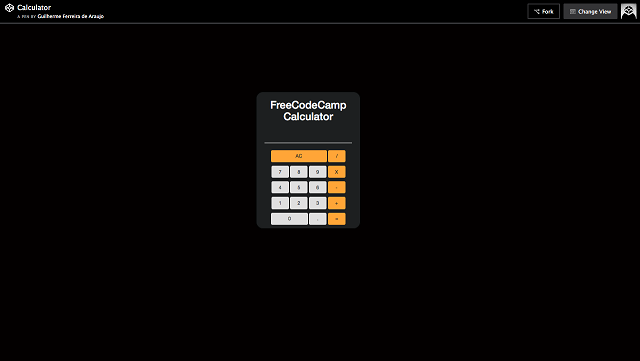 Calculator
A PEN BY Guilherme Ferreira de Araujo
Fork
Change View
FreeCodeCamp
Calculator
AC /
7 8 9 X
4 5 6 -
1 2 3 +
0 . =